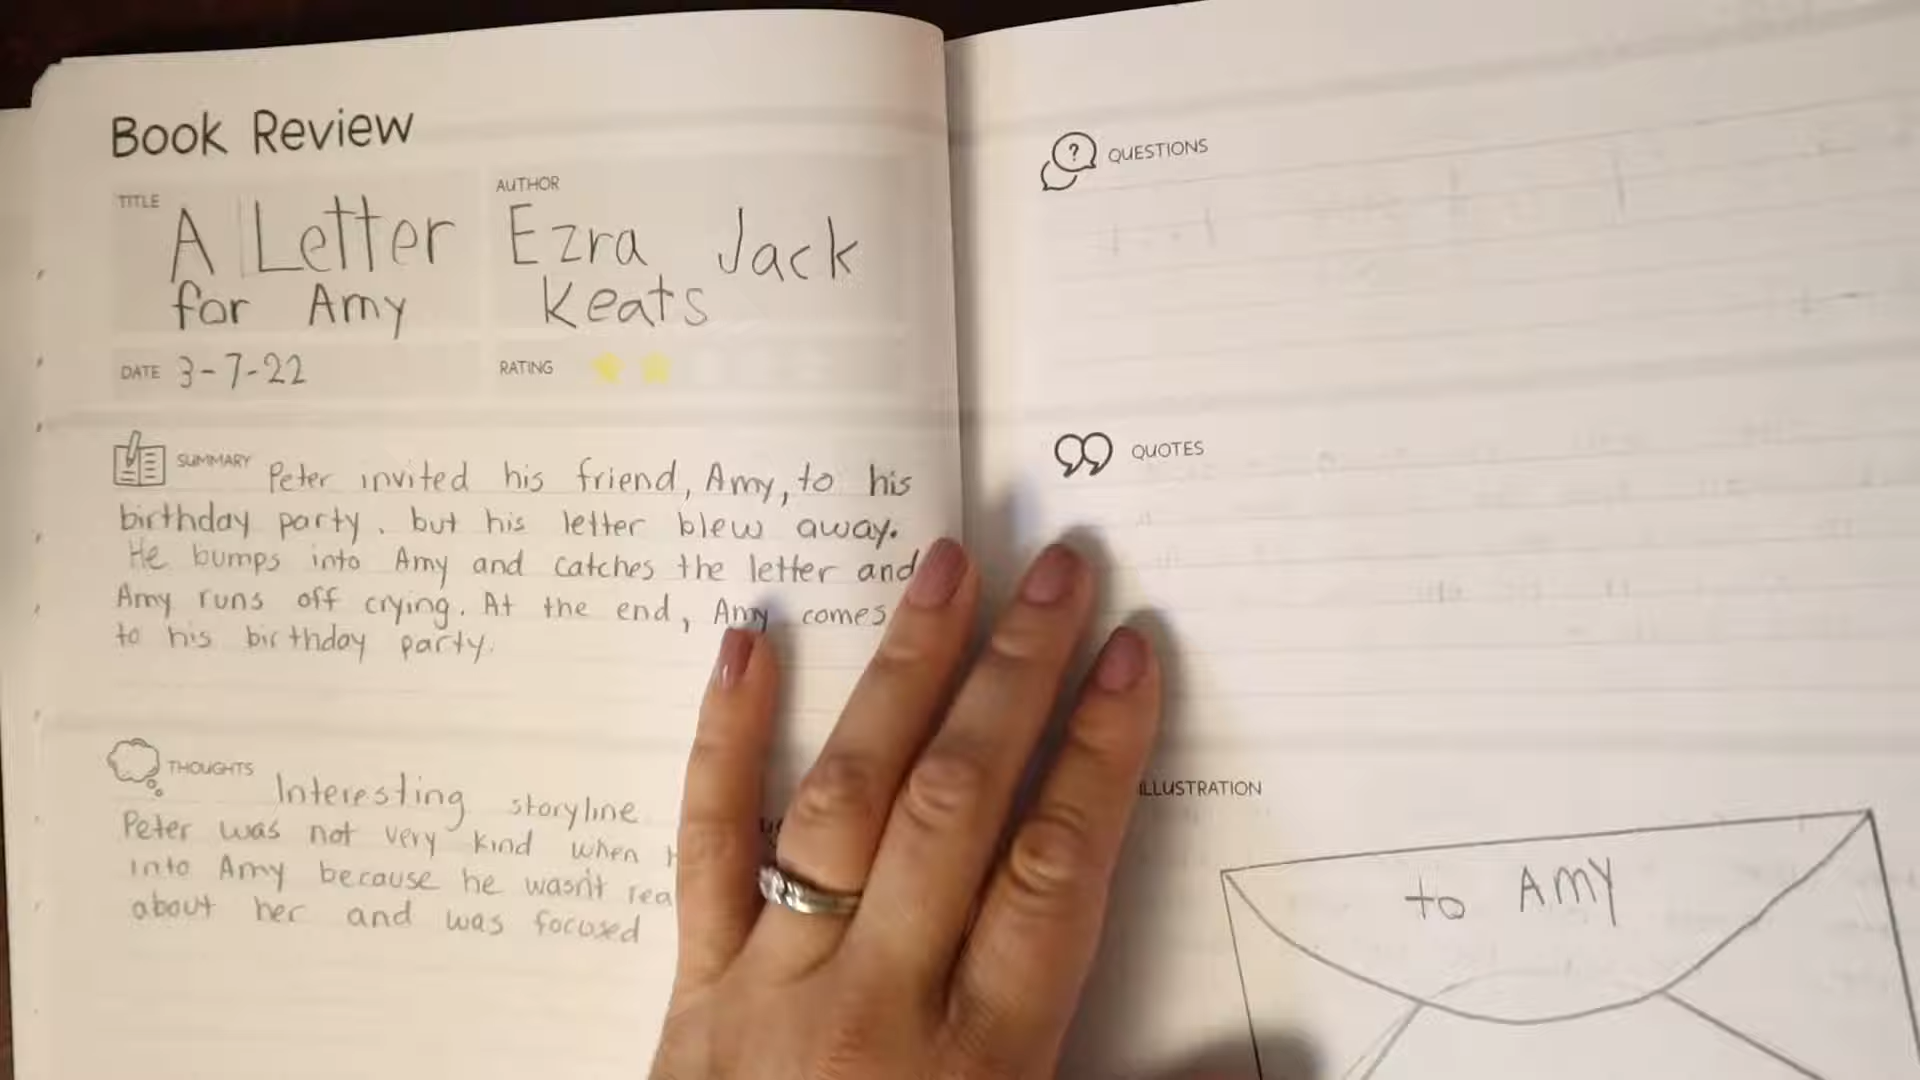 Book Review
TITLE
A Letter
for Amy
AUTHOR
Ezra Jack
Keats
DATE 3-7-22
RATING
SUMMARY Peter invited his friend, Amy, to his
birthday party. but his letter blew away.
He bumps into Amy and catches the letter and
Amy runs off crying. At the end, Amy comes
to his birthday party.
THOUGHTS Interesting storyline
Peter was not very kind when
into Amy because he wasn't
about her and was focused
QUESTIONS
QUOTES
ILLUSTRATION
to AMY